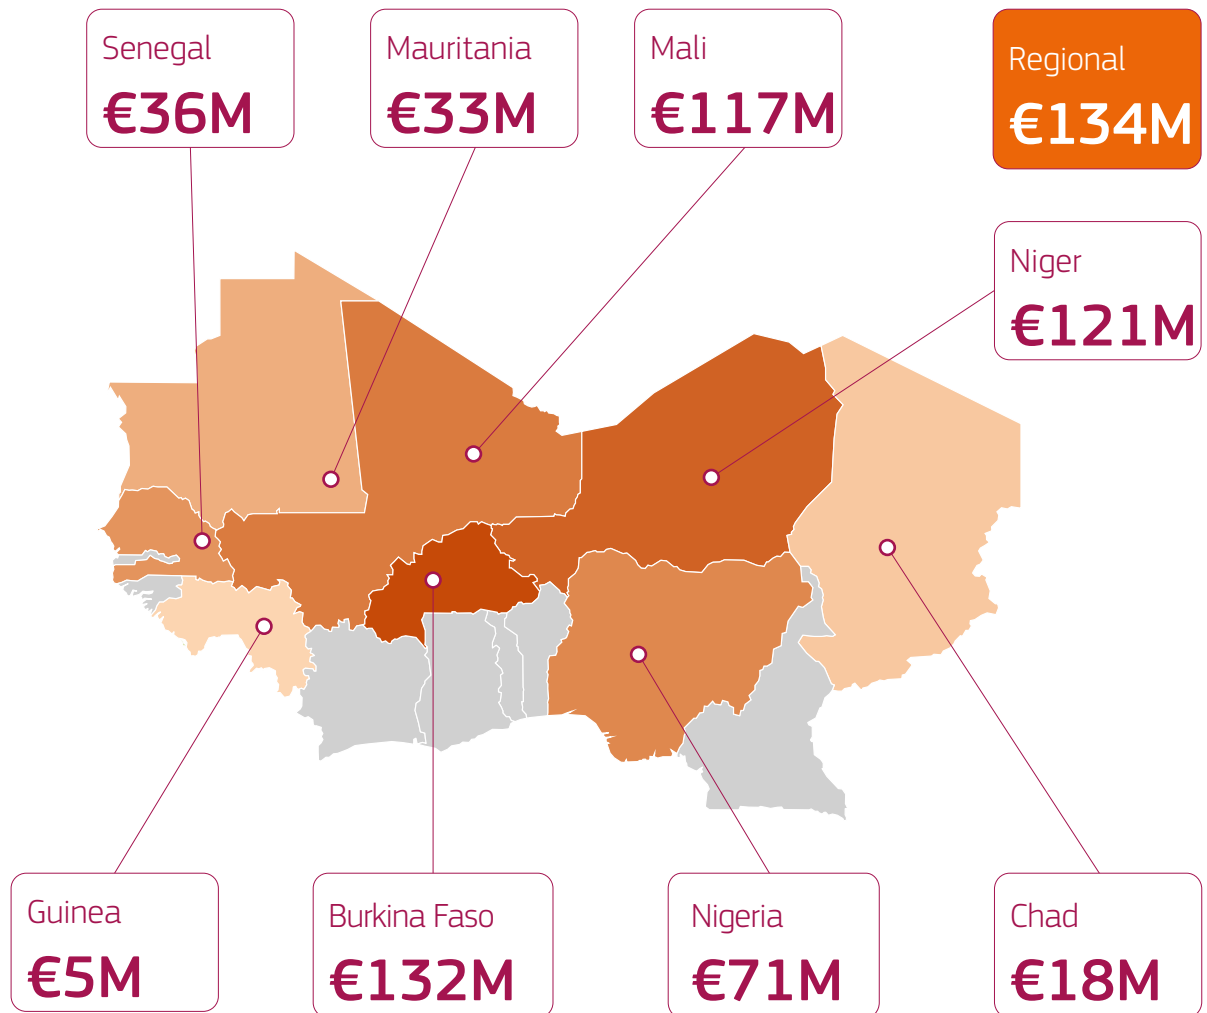 Senegal
€36M
Mauritania
€33M
Mali
€117M
Regional
€134M
Niger
€121M
Guinea
€5M
Burkina Faso
€132M
Nigeria
€71M
Chad
€18M